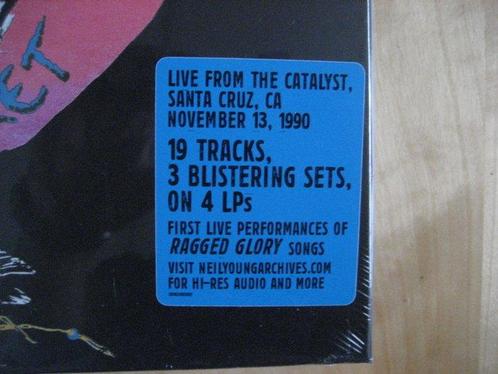 ET
LIVE FROM THE CATALYST,
SANTA CRUZ, CA
NOVEMBER 13, 1990
19 TRACKS,
3 BLISTERING SETS,
ON 4 LPs
FIRST LIVE PERFORMANCES OF
RAGGED GLORY SONGS
VISIT NEILYOUNGARCHIVES.COM
FOR HI-RES AUDIO AND MORE